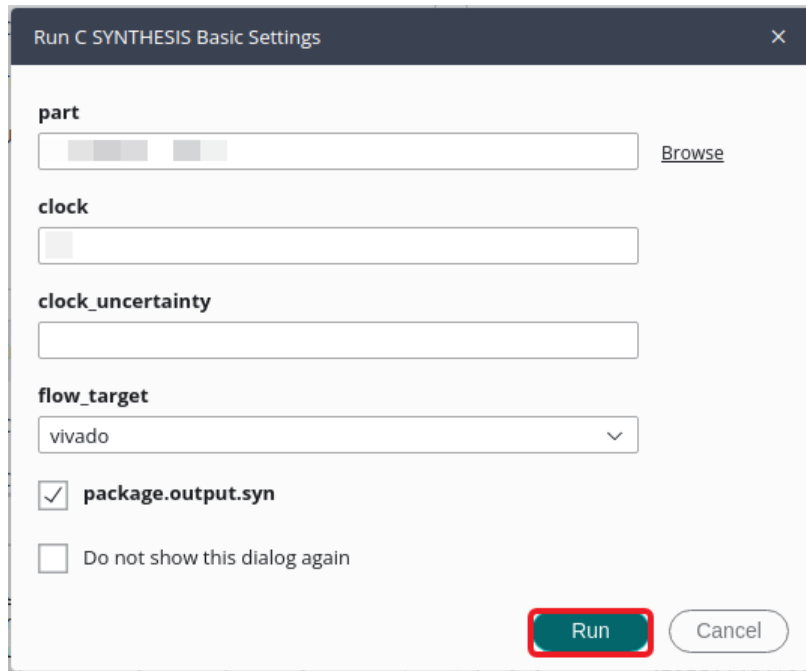 Run C SYNTHESIS Basic Settings
part
Browse
clock
clock_uncertainty
flow_target
vivado
package.output.syn
Do not show this dialog again
Run
Cancel